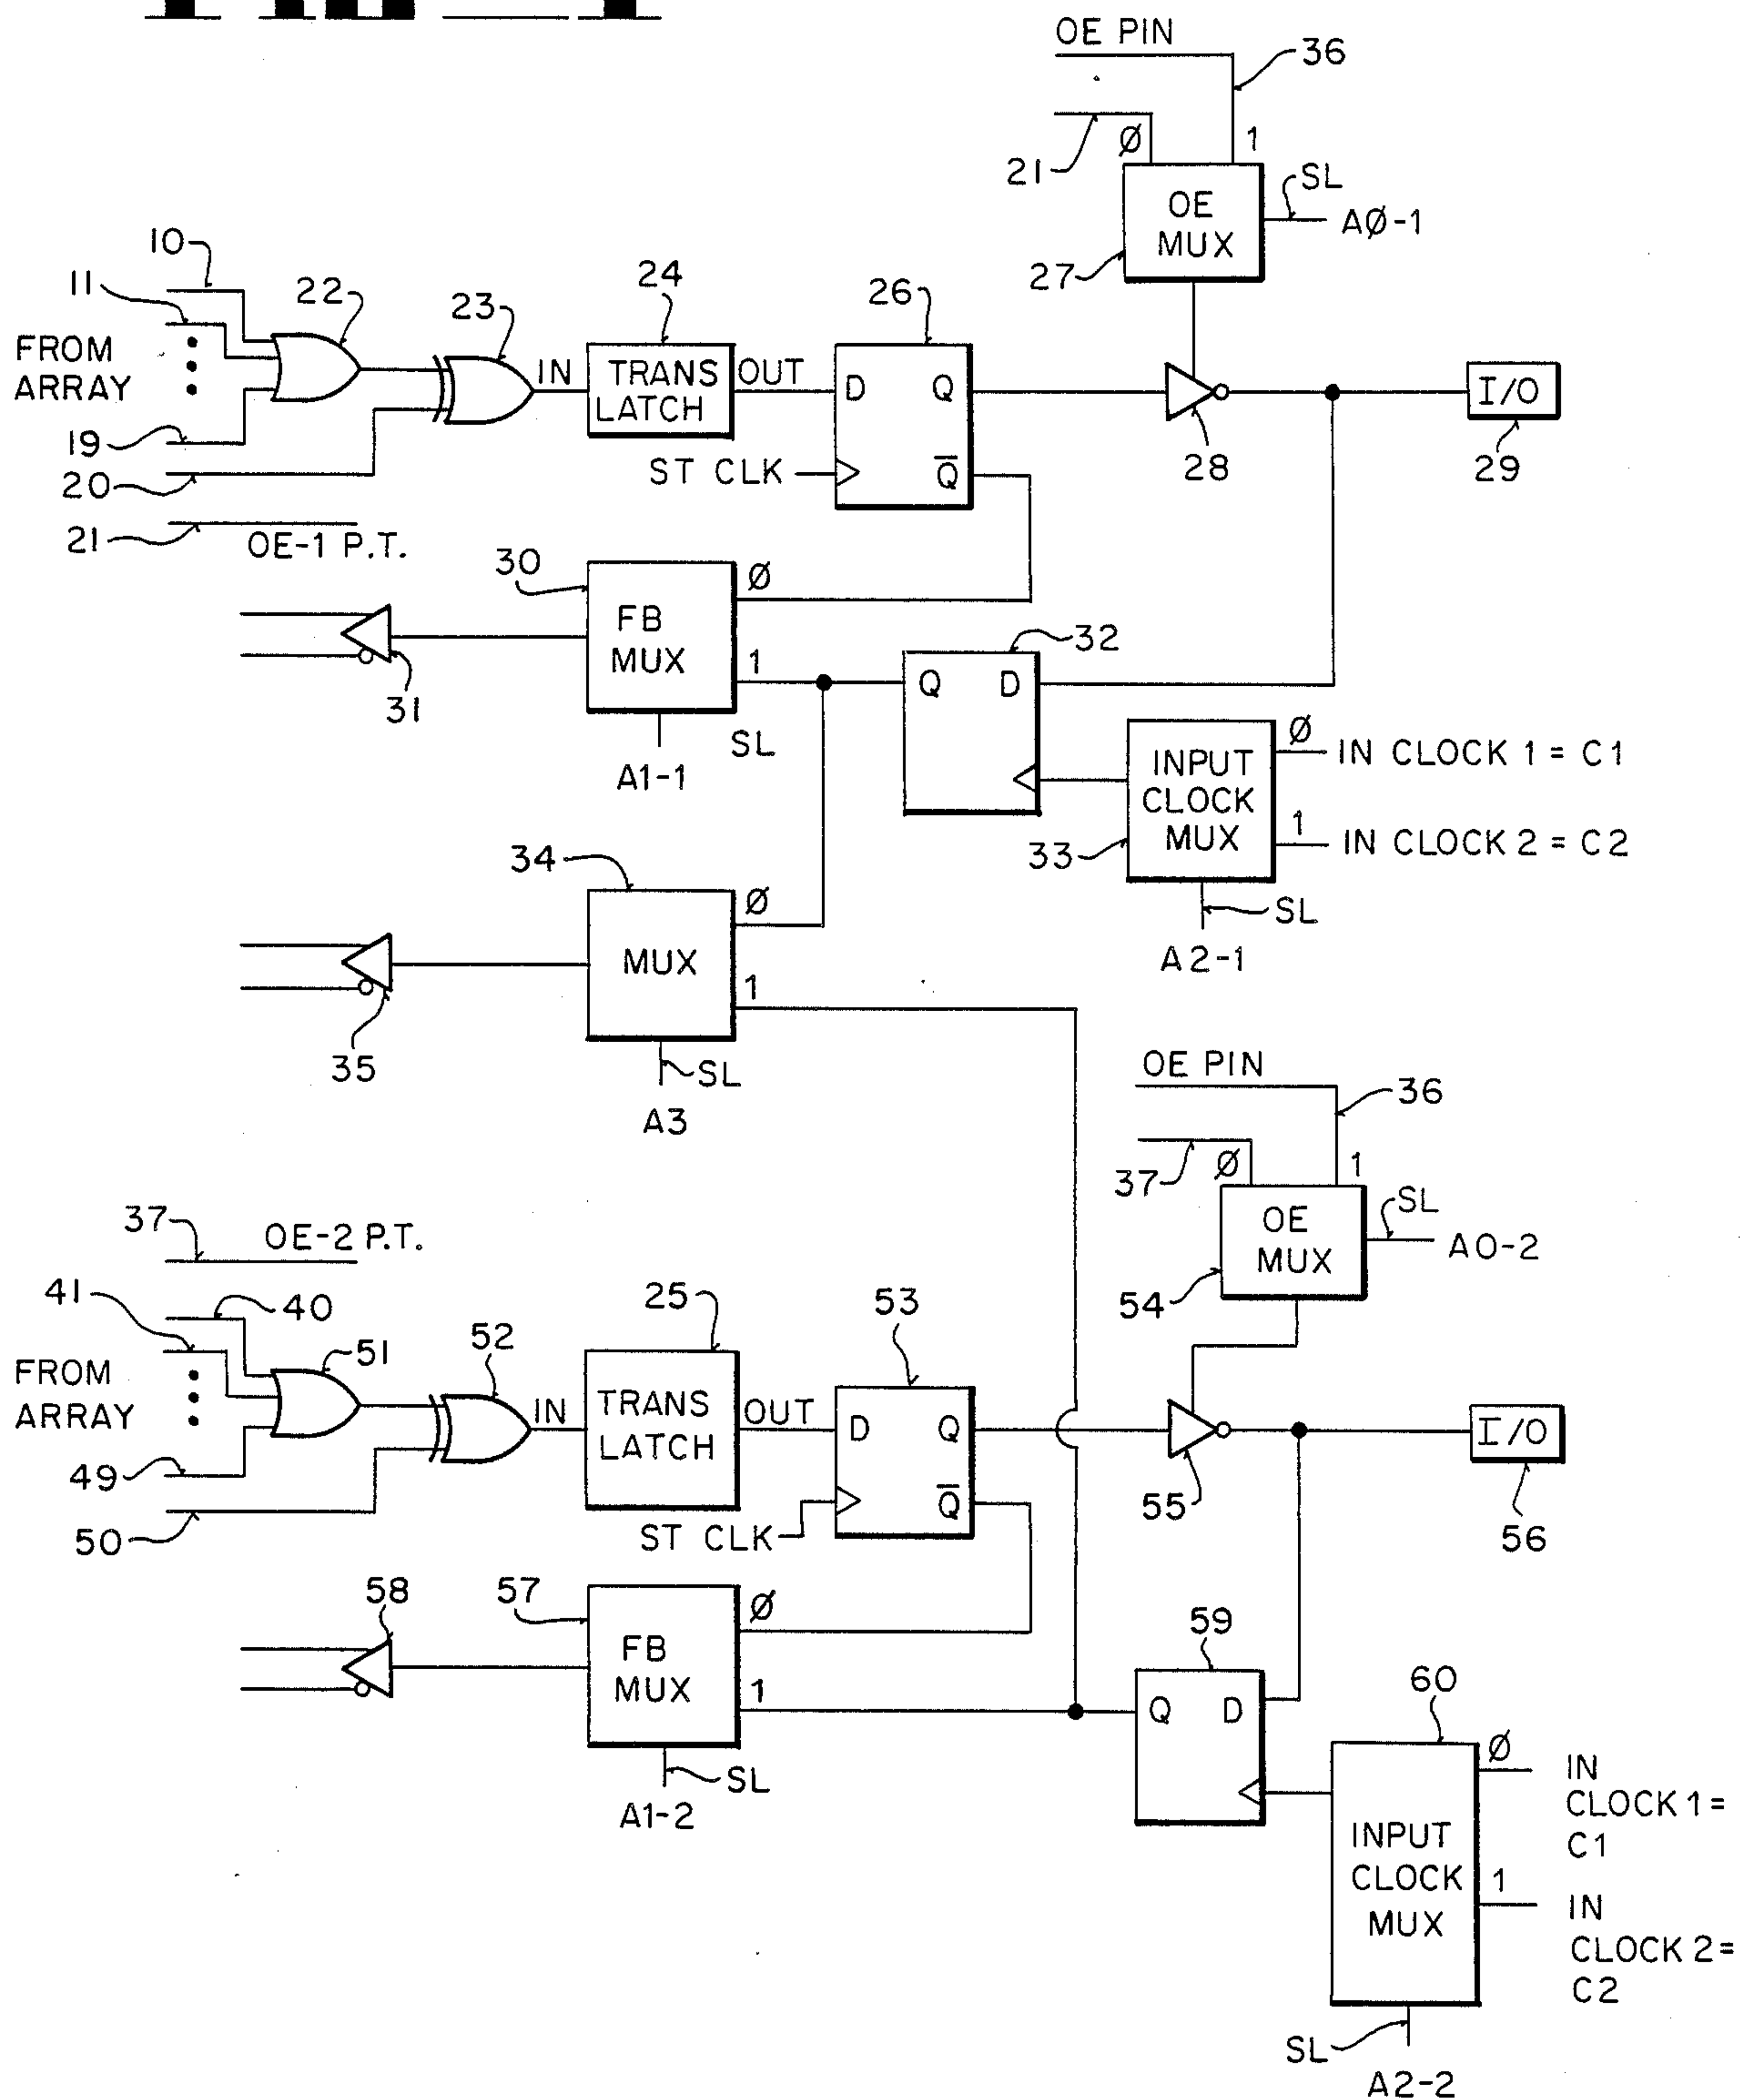 OE PIN
36
21
Ø
1
SL
OE
MUX
AØ-1
27
10
11
22
23
24
26
FROM
ARRAY
IN
TRANS
LATCH
OUT
D
Q
I/O
19
20
ST CLK
Q̅
28
29
21
OE-1 P.T.
30
Ø
FB
MUX
32
1
Q
D
31
SL
A1-1
INPUT
CLOCK
MUX
Ø
IN CLOCK 1 = C1
1
IN CLOCK 2 = C2
33
34
Ø
SL
A2-1
MUX
1
35
SL
A3
OE PIN
36
37
Ø
1
SL
OE
MUX
AO-2
37
OE-2 P.T.
54
41
40
25
53
51
52
FROM
ARRAY
IN
TRANS
LATCH
OUT
D
Q
I/O
49
50
ST CLK
Q̅
55
56
58
57
Ø
59
FB
MUX
1
Q
D
60
SL
A1-2
Ø
IN
CLOCK 1 =
C1
INPUT
CLOCK
MUX
1
IN
CLOCK 2 =
C2
SL
A2-2